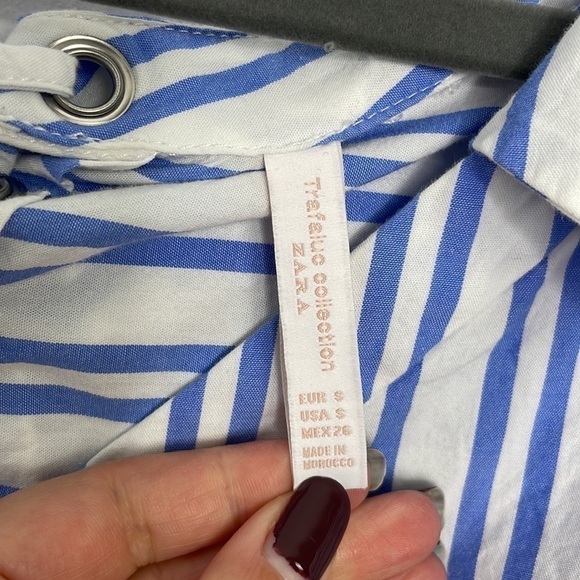 Trafaluc collection
ZARA
EUR S
USA S
MEX 26
MADE IN
MOROCCO